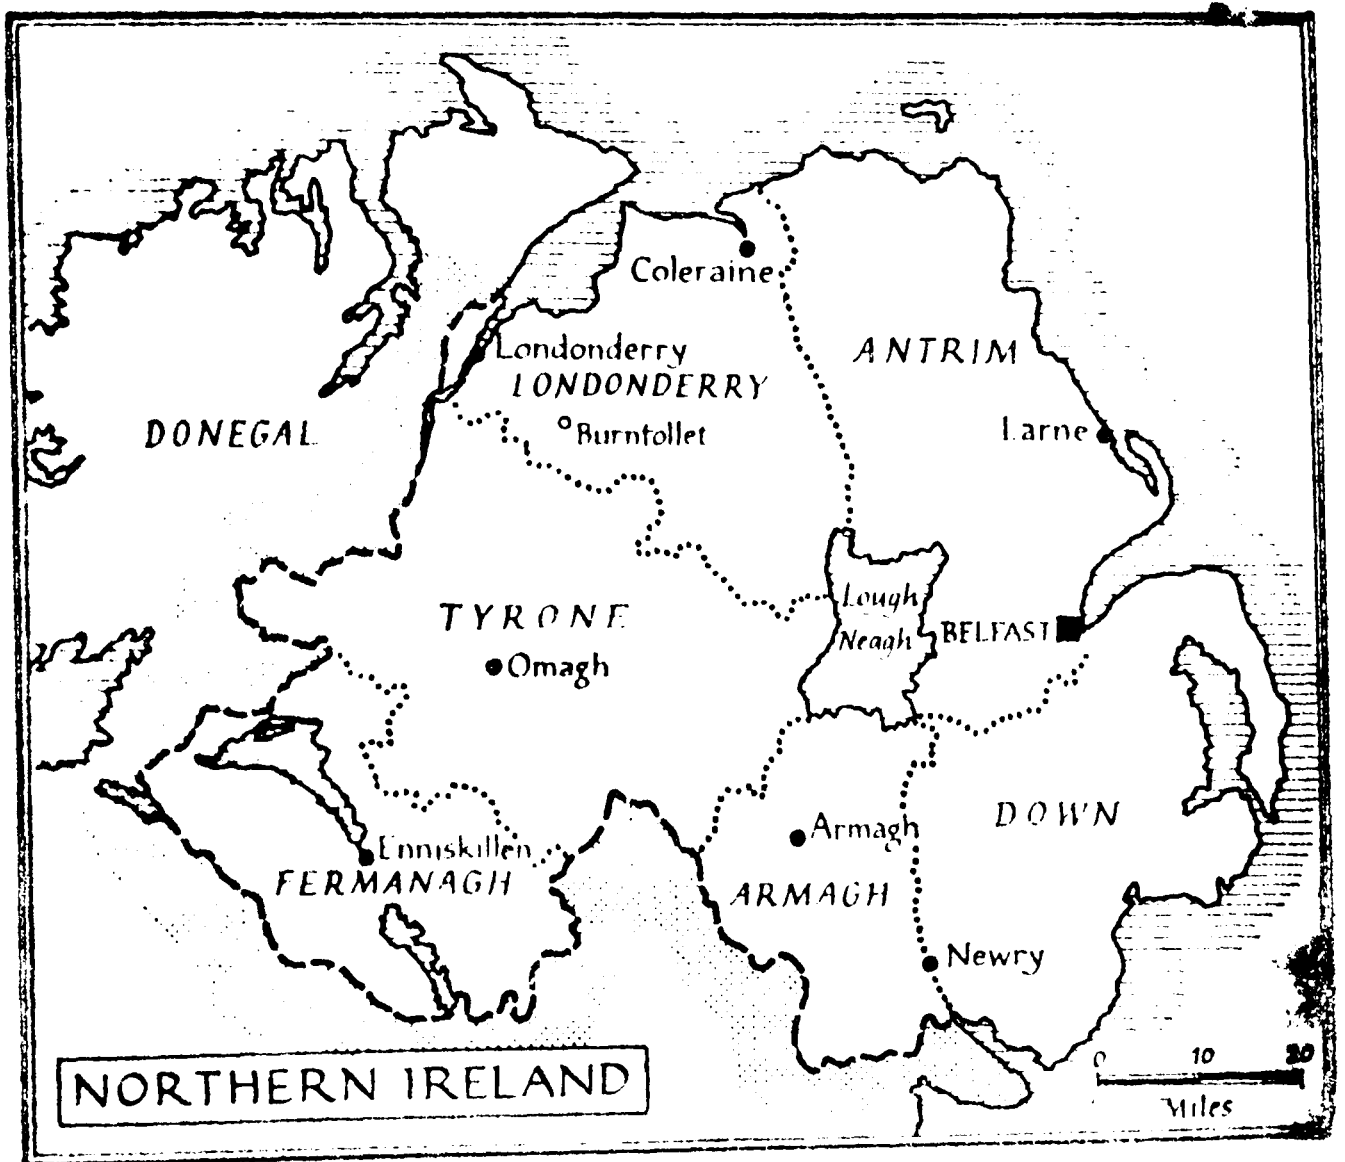 Coleraine
Londonderry
LONDONDERRY
ANTRIM
DONEGAL
Burntollet
Larne
Lough
Neagh
TYRONE
BELFAST
Omagh
DOWN
Armagh
Enniskillen
FERMANAGH
ARMAGH
Newry
0 10 20
Miles
NORTHERN IRELAND